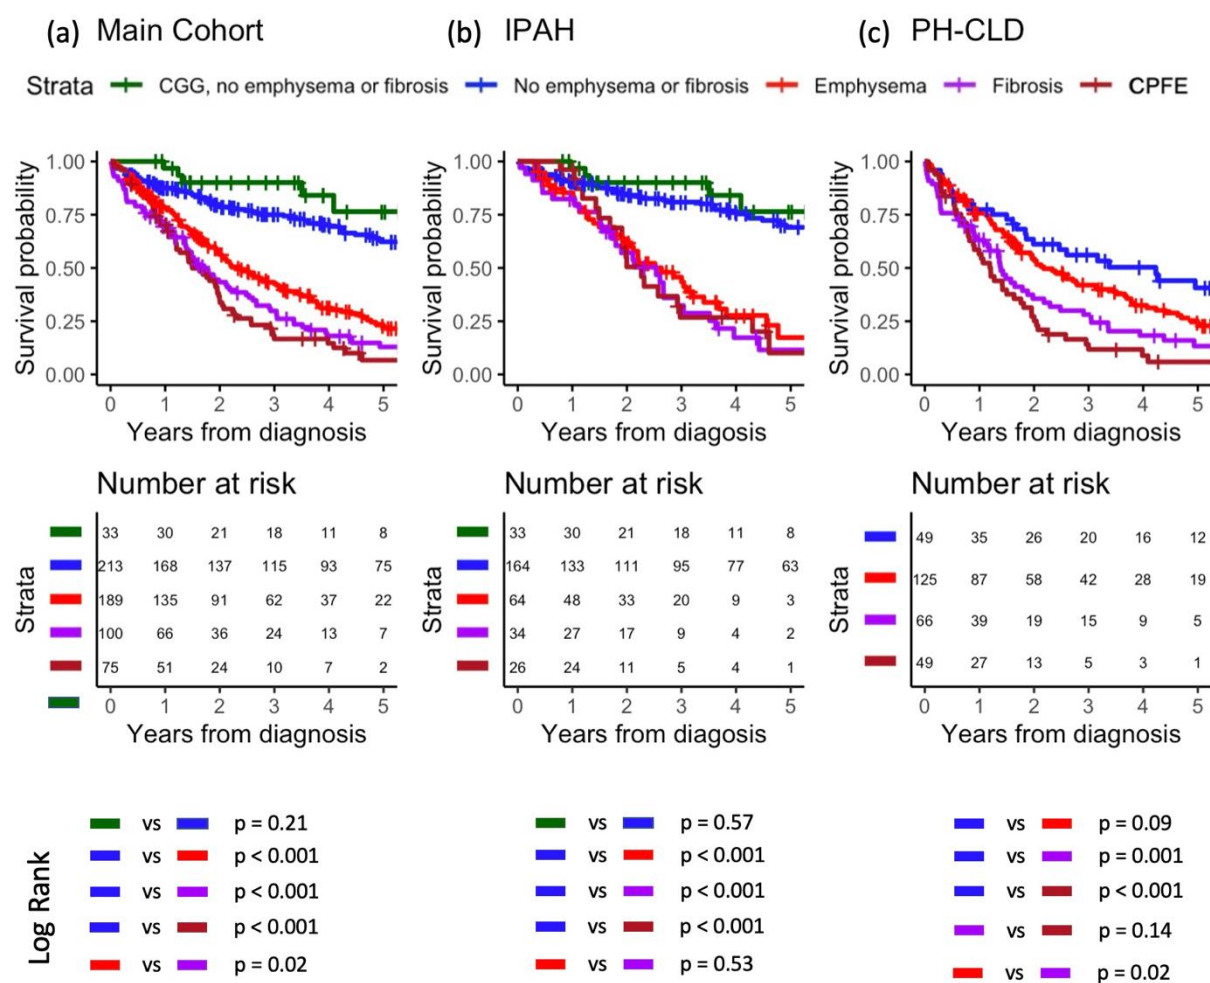 (a) Main Cohort (b) IPAH (c) PH-CLD
Strata CGG, no emphysema or fibrosis No emphysema or fibrosis Emphysema Fibrosis CPFE
Survival probability
1.00
0.75
0.50
0.25
0.00
0 1 2 3 4 5
Years from diagnosis
Survival probability
1.00
0.75
0.50
0.25
0.00
0 1 2 3 4 5
Years from diagnosis
Survival probability
1.00
0.75
0.50
0.25
0.00
0 1 2 3 4 5
Years from diagnosis
Number at risk
Strata
33 30 21 18 11 8
213 168 137 115 93 75
189 135 91 62 37 22
100 66 36 24 13 7
75 51 24 10 7 2
0 1 2 3 4 5
Years from diagnosis
Number at risk
Strata
33 30 21 18 11 8
164 133 111 95 77 63
64 48 33 20 9 3
34 27 17 9 4 2
26 24 11 5 4 1
0 1 2 3 4 5
Years from diagnosis
Number at risk
Strata
49 35 26 20 16 12
125 87 58 42 28 19
66 39 19 15 9 5
49 27 13 5 3 1
0 1 2 3 4 5
Years from diagosis
Log Rank
vs p = 0.21
vs p < 0.001
vs p < 0.001
vs p < 0.001
vs p = 0.02
vs p = 0.57
vs p < 0.001
vs p < 0.001
vs p < 0.001
vs p = 0.53
vs p = 0.09
vs p = 0.001
vs p < 0.001
vs p = 0.14
vs p = 0.02